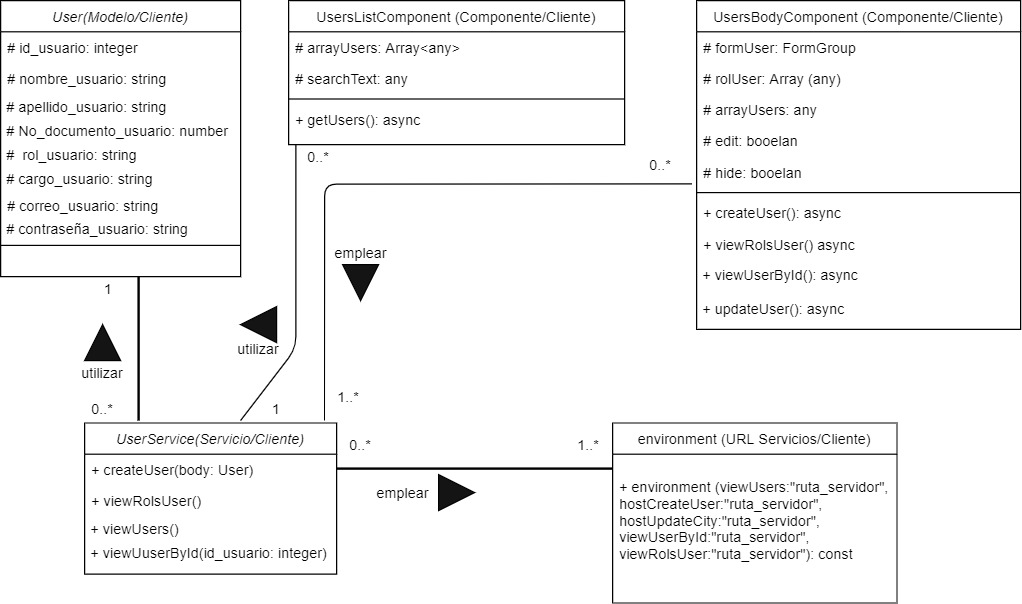 User(Modelo/Cliente)
# id_usuario: integer
# nombre_usuario: string
# apellido_usuario: string
# No_documento_usuario: number
# rol_usuario: string
# cargo_usuario: string
# correo_usuario: string
# contraseña_usuario: string
UsersListComponent (Componente/Cliente)
# arrayUsers: Array<any>
# searchText: any
+ getUsers(): async
UsersBodyComponent (Componente/Cliente)
# formUser: FormGroup
# rolUser: Array (any)
# arrayUsers: any
# edit: booelan
# hide: booelan
+ createUser(): async
+ viewRolsUser() async
+ viewUserById(): async
+ updateUser(): async
0..*
0..*
emplear
1
utilizar
utilizar
0..*
1
1..*
UserService(Servicio/Cliente)
+ createUser(body: User)
+ viewRolsUser()
+ viewUsers()
+ viewUuserById(id_usuario: integer)
0..*
1..*
emplear
environment (URL Servicios/Cliente)
+ environment (viewUsers:"ruta_servidor",
hostCreateUser:"ruta_servidor",
hostUpdateCity:"ruta_servidor",
viewUserById:"ruta_servidor",
viewRolsUser:"ruta_servidor"): const